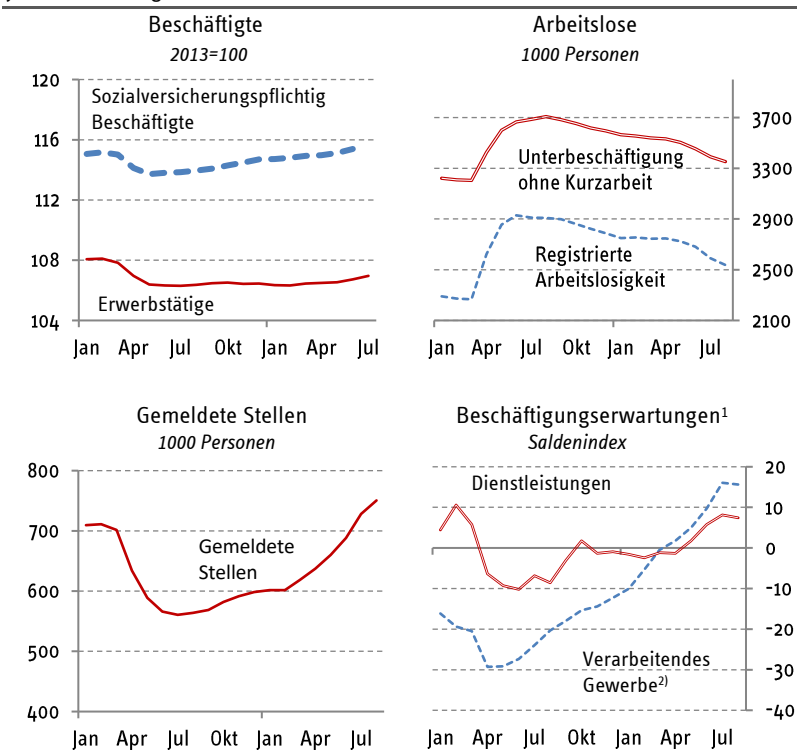 Beschäftigte
2013=100
120
116
112
108
104
Sozialversicherungspflichtig
Beschäftigte
Erwerbstätige
Jan Apr Jul Okt Jan Apr Jul
Arbeitslose
1000 Personen
3700
3300
2900
2500
2100
Unterbeschäftigung
ohne Kurzarbeit
Registrierte
Arbeitslosigkeit
Jan Apr Jul Okt Jan Apr Jul
Gemeldete Stellen
1000 Personen
800
700
600
500
400
Gemeldete
Stellen
Jan Apr Jul Okt Jan Apr Jul
Beschäftigungserwartungen¹
Saldenindex
20
10
0
-10
-20
-30
-40
Dienstleistungen
Verarbeitendes
Gewerbe²⁾
Jan Apr Jul Okt Jan Apr Jul